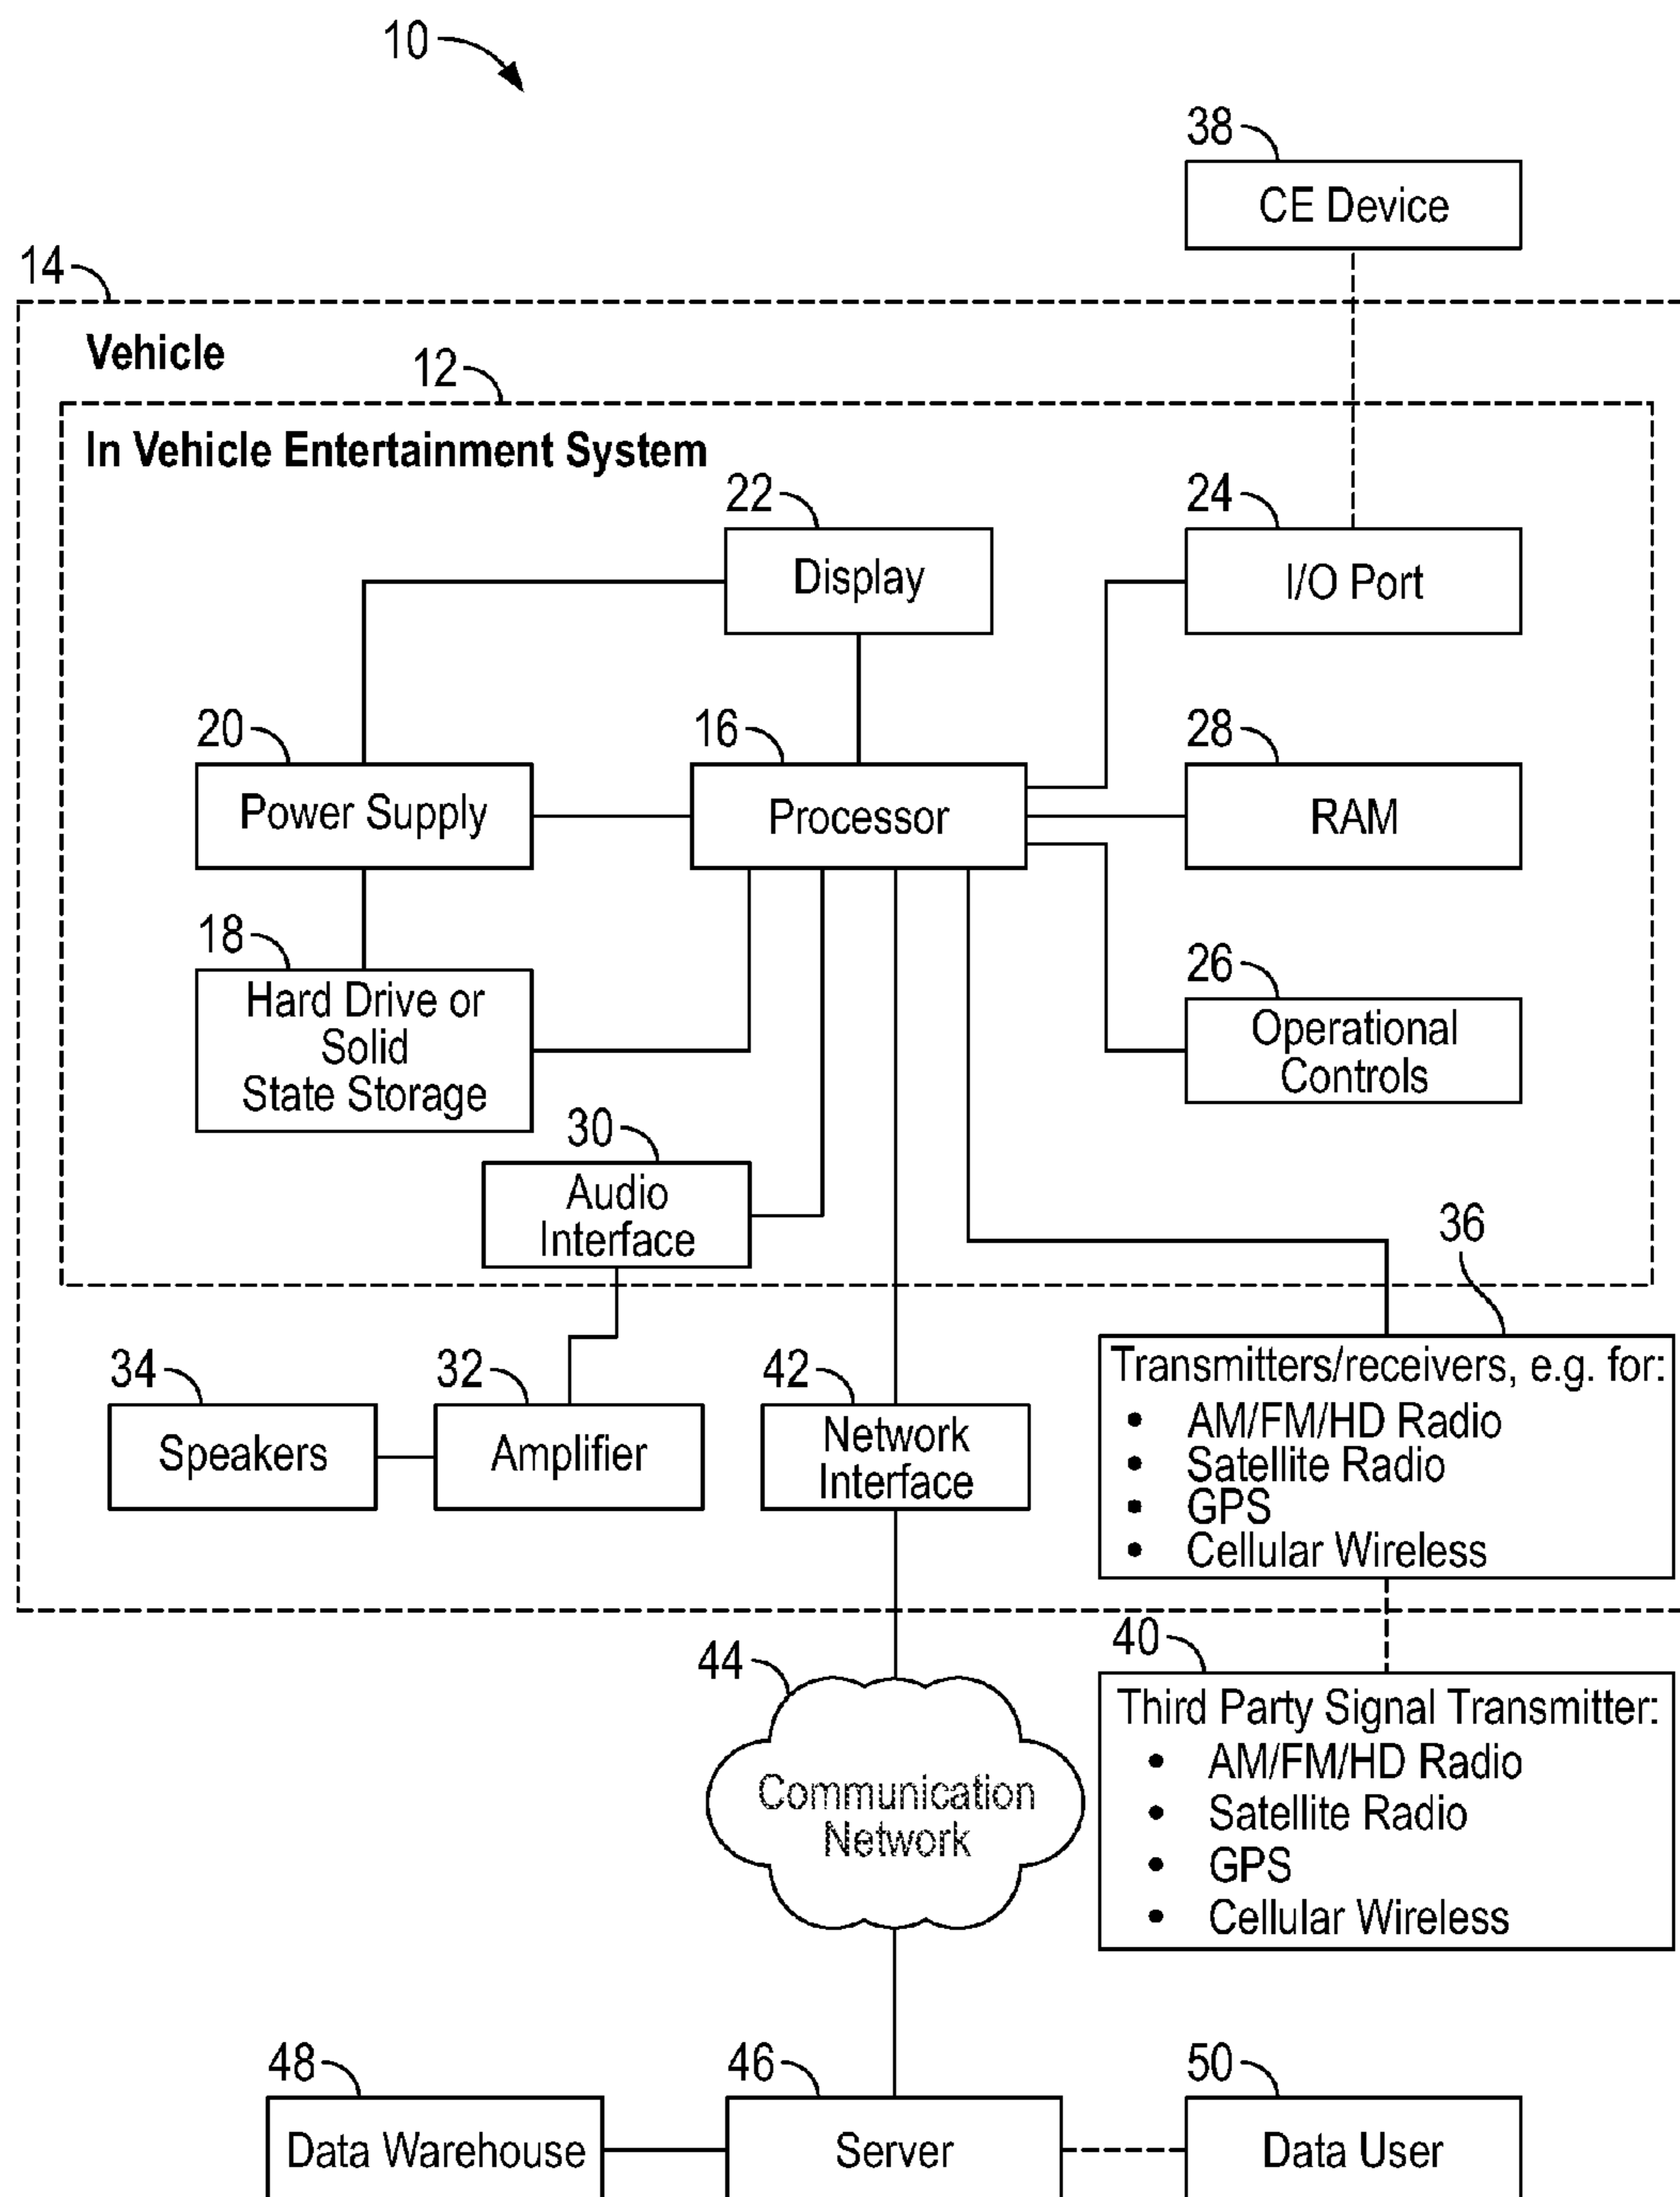 10
38
CE Device
14
Vehicle
12
In Vehicle Entertainment System
22
Display
24
I/O Port
20
Power Supply
16
Processor
28
RAM
18
Hard Drive or
Solid
State Storage
26
Operational
Controls
30
Audio
Interface
36
Transmitters/receivers, e.g. for:
• AM/FM/HD Radio
• Satellite Radio
• GPS
• Cellular Wireless
34
Speakers
32
Amplifier
42
Network
Interface
44
Communication
Network
40
Third Party Signal Transmitter:
• AM/FM/HD Radio
• Satellite Radio
• GPS
• Cellular Wireless
48
Data Warehouse
46
Server
50
Data User